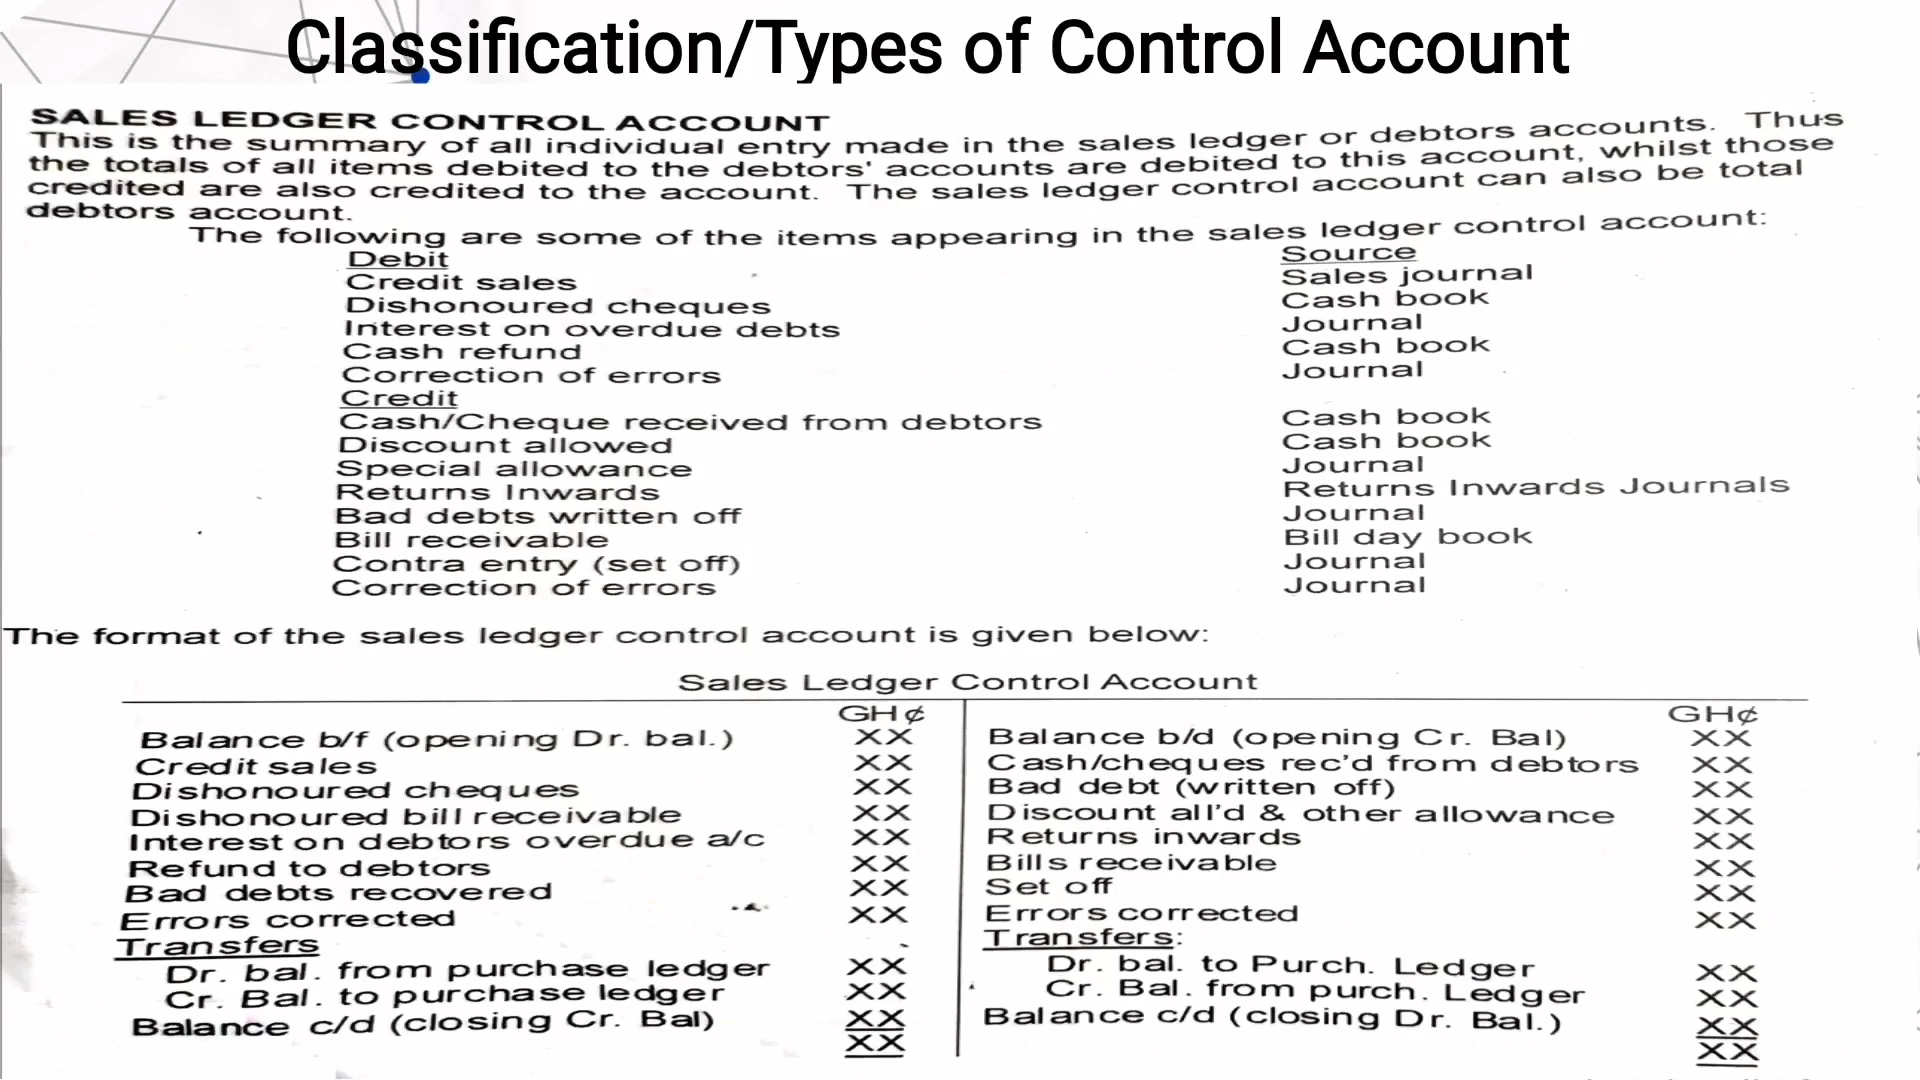 Classification/Types of Control Account
SALES LEDGER CONTROL ACCOUNT
This is the summary of all individual entry made in the sales ledger or debtors accounts. Thus
the totals of all items debited to the debtors' accounts are debited to this account, whilst those
credited are also credited to the account. The sales ledger control account can also be total
debtors account.
The following are some of the items appearing in the sales ledger control account:
Debit Source
Credit sales Sales journal
Dishonoured cheques Cash book
Interest on overdue debts Journal
Cash refund Cash book
Correction of errors Journal
Credit
Cash/Cheque received from debtors Cash book
Discount allowed Cash book
Special allowance Journal
Returns Inwards Returns Inwards Journals
Bad debts written off Journal
Bill receivable Bill day book
Contra entry (set off) Journal
Correction of errors Journal
The format of the sales ledger control account is given below:
Sales Ledger Control Account
GH¢ GH¢
Balance b/f (opening Dr. bal.) XX Balance b/d (opening Cr. Bal) XX
Credit sales XX Cash/cheques rec'd from debtors XX
Dishonoured cheques XX Bad debt (written off) XX
Dishonoured bill receivable XX Discount all'd & other allowance XX
Interest on debtors overdue a/c XX Returns inwards XX
Refund to debtors XX Bills receivable XX
Bad debts recovered XX Set off XX
Errors corrected XX Errors corrected XX
Transfers Transfers:
Dr. bal. from purchase ledger XX Dr. bal. to Purch. Ledger XX
Cr. Bal. to purchase ledger XX Cr. Bal. from purch. Ledger XX
Balance c/d (closing Cr. Bal) XX Balance c/d (closing Dr. Bal.) XX
XX XX